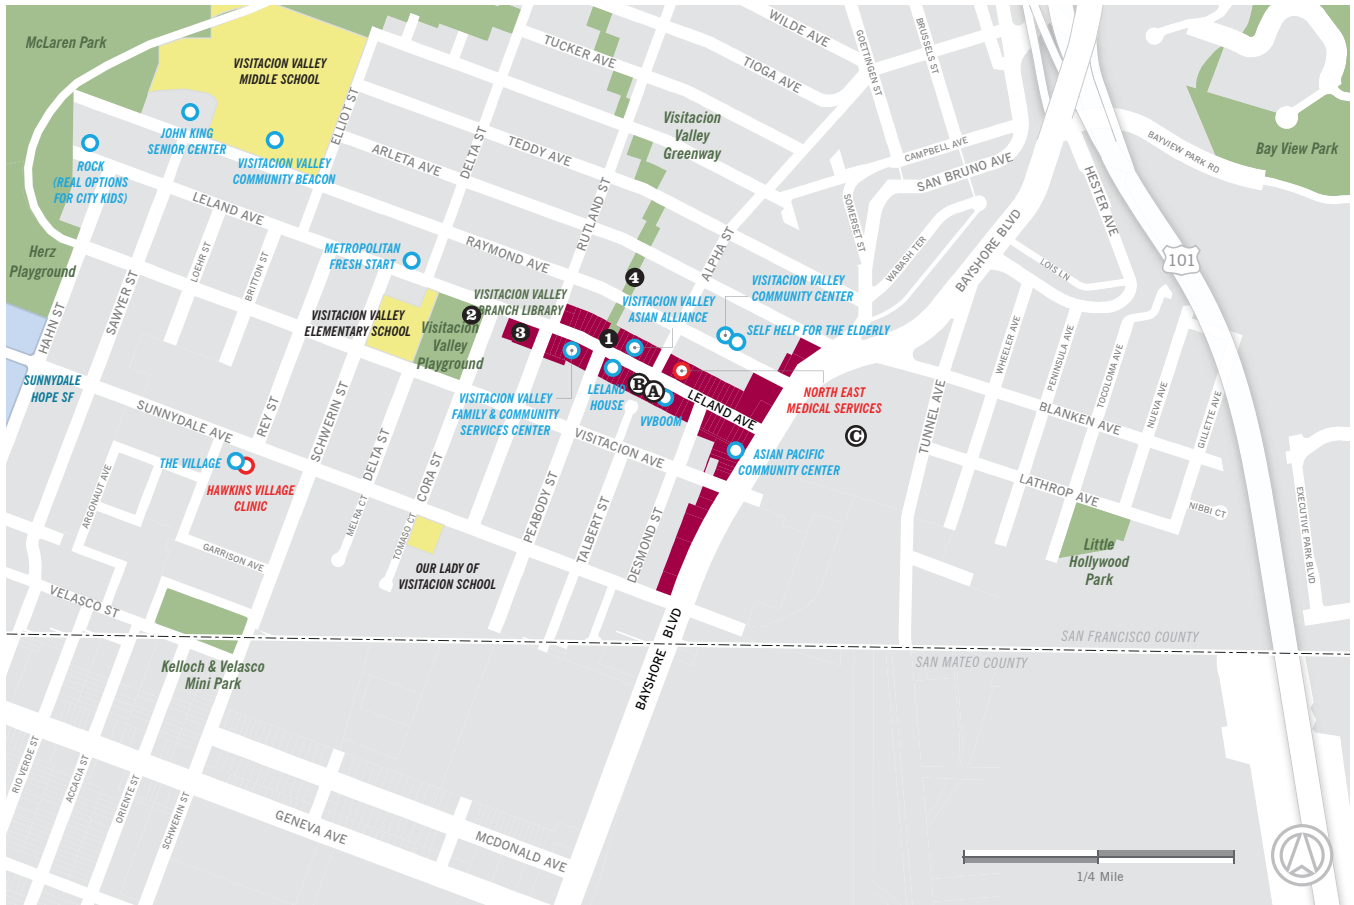 McLaren Park
VISITACION VALLEY
MIDDLE SCHOOL
TUCKER AVE
WILDE AVE
TIOGA AVE
GOETTINGEN ST
BRUSSELS ST
JOHN KING
SENIOR CENTER
ROCK
(REAL OPTIONS
FOR CITY KIDS)
VISITACION VALLEY
COMMUNITY BEACON
ELLIOT ST
ARLETA AVE
DELTA ST
TEDDY AVE
Visitacion
Valley
Greenway
CAMPBELL AVE
SAN BRUNO AVE
BAYVIEW PARK RD
Bay View Park
HESTER AVE
LELAND AVE
RAYMOND AVE
RUTLAND ST
ALPHA ST
SOMERSET ST
WABASH TER
BAYSHORE BLVD
LOIS LN
101
Herz
Playground
HAHN ST
SAWYER ST
LOEHR ST
BRITTON ST
METROPOLITAN
FRESH START
4
VISITACION VALLEY
BRANCH LIBRARY
VISITACION VALLEY
ASIAN ALLIANCE
VISITACION VALLEY
COMMUNITY CENTER
SELF HELP FOR THE ELDERLY
VISITACION VALLEY
ELEMENTARY SCHOOL
2
3
1
Visitacion
Valley
Playground
SUNNYDALE
HOPE SF
LELAND
HOUSE
B
A
VVBOOM
LELAND AVE
NORTH EAST
MEDICAL SERVICES
C
VISITACION VALLEY
FAMILY & COMMUNITY
SERVICES CENTER
ASIAN PACIFIC
COMMUNITY CENTER
WHEELER AVE
PENINSULA AVE
TOCOLOMA AVE
NUEVA AVE
GILLETTE AVE
BLANKEN AVE
TUNNEL AVE
LATHROP AVE
NIBBI CT
EXECUTIVE PARK BLVD
SUNNYDALE AVE
REY ST
SCHWERIN ST
DELTA ST
CORA ST
VISITACION AVE
PEABODY ST
TALBERT ST
DESMOND ST
THE VILLAGE
HAWKINS VILLAGE
CLINIC
ARGONAUT AVE
GARRISON AVE
MELRA CT
TOMASO CT
OUR LADY OF
VISITACION SCHOOL
Little
Hollywood
Park
VELASCO ST
Kelloch & Velasco
Mini Park
BAYSHORE BLVD
SAN FRANCISCO COUNTY
SAN MATEO COUNTY
RIO VERDE ST
ACCACIA ST
ORIENTE ST
SCHWERIN ST
GENEVA AVE
MCDONALD AVE
1/4 Mile